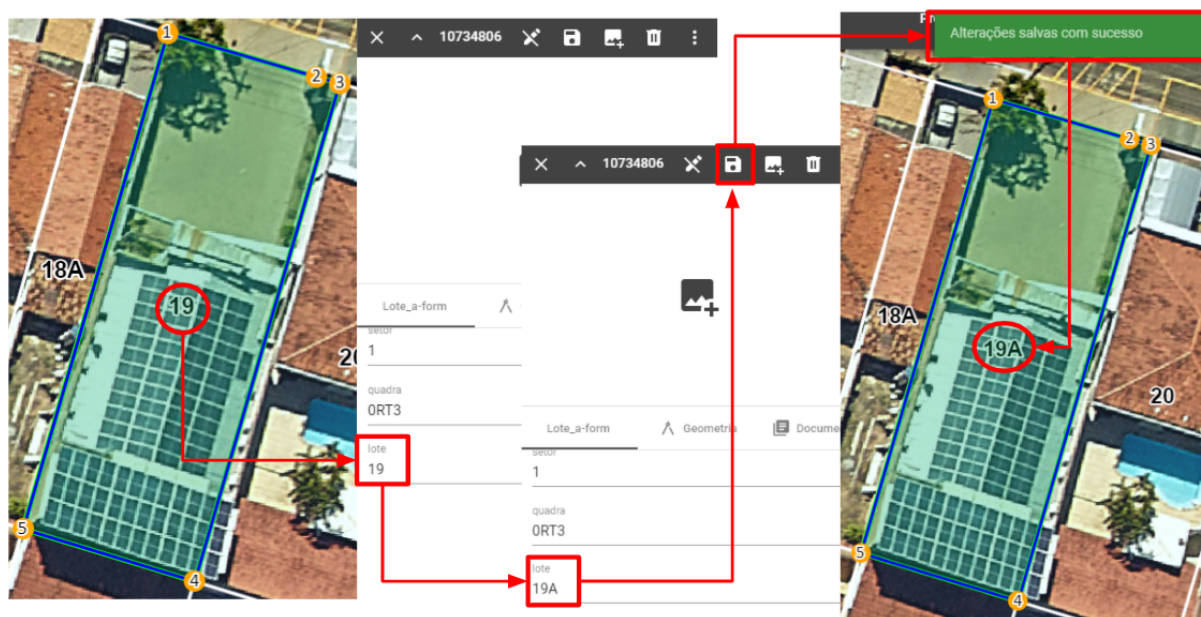 1
2
3
18A
19
20
5
4
10734806
Lote_a-form
setor
1
quadra
0RT3
lote
19
10734806
Lote_a-form
Geometria
Docume
setor
1
quadra
0RT3
lote
19A
Alterações salvas com sucesso
1
2
3
18A
19A
20
5
4